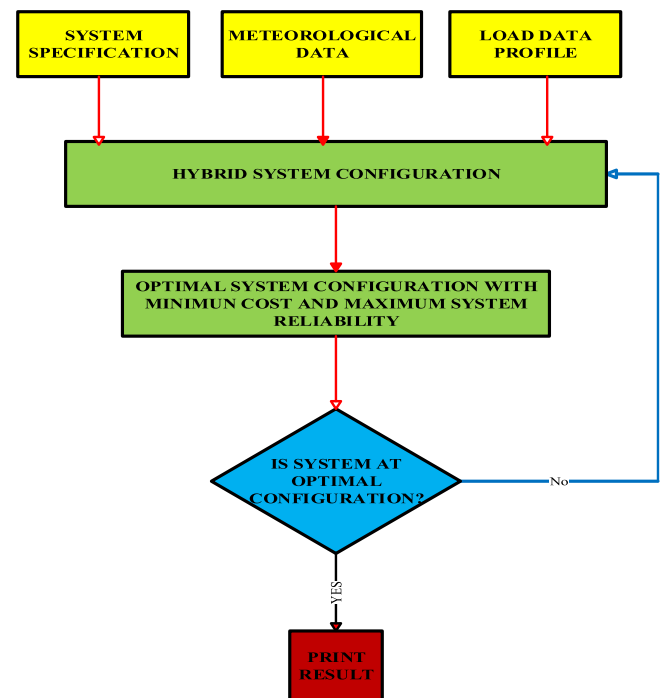 SYSTEM
SPECIFICATION
METEOROLOGICAL
DATA
LOAD DATA
PROFILE
HYBRID SYSTEM CONFIGURATION
OPTIMAL SYSTEM CONFIGURATION WITH
MINIMUN COST AND MAXIMUM SYSTEM
RELIABILITY
IS SYSTEM AT
OPTIMAL
CONFIGURATION?
No
YES
PRINT
RESULT